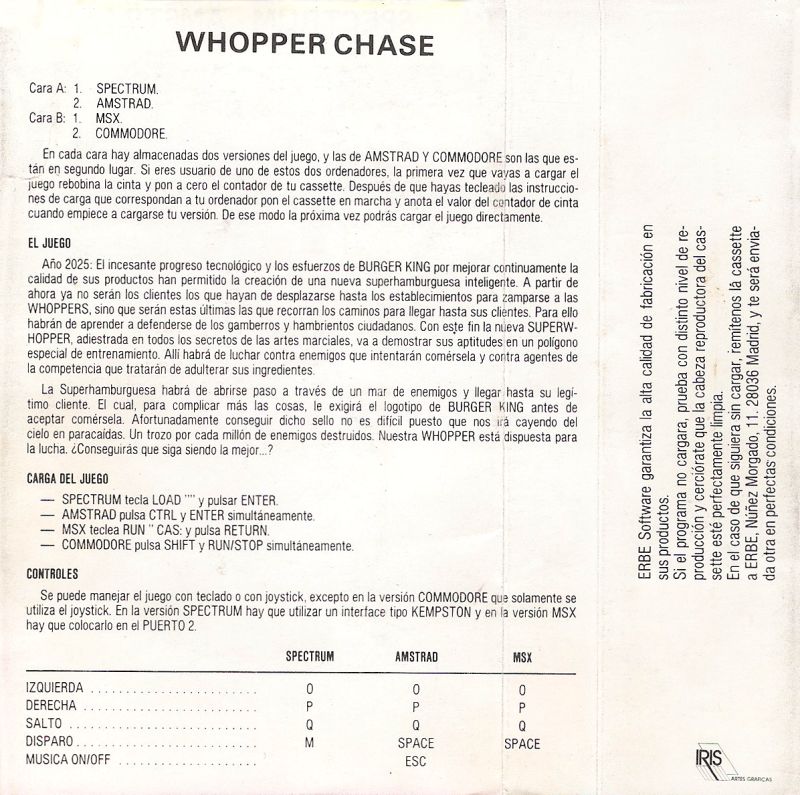 WHOPPER CHASE
Cara A: 1. SPECTRUM.
2. AMSTRAD.
Cara B: 1. MSX.
2. COMMODORE.
En cada cara hay almacenadas dos versiones del juego, y las de AMSTRAD Y COMMODORE son las que es-
tán en segundo lugar. Si eres usuario de uno de estos dos ordenadores, la primera vez que vayas a cargar el
juego rebobina la cinta y pon a cero el contador de tu cassette. Después de que hayas tecleado las instruccio-
nes de carga que correspondan a tu ordenador pon el cassette en marcha y anota el valor del contador de cinta
cuando empiece a cargarse tu versión. De ese modo la próxima vez podrás cargar el juego directamente.
EL JUEGO
Año 2025: El incesante progreso tecnológico y los esfuerzos de BURGER KING por mejorar continuamente la
calidad de sus productos han permitido la creación de una nueva superhamburguesa inteligente. A partir de
ahora ya no serán los clientes los que hayan de desplazarse hasta los establecimientos para zamparse a las
WHOPPERS, sino que serán estas últimas las que recorran los caminos para llegar hasta sus clientes. Para ello
habrán de aprender a defenderse de los gamberros y hambrientos ciudadanos. Con este fin la nueva SUPERW-
HOPPER, adiestrada en todos los secretos de las artes marciales, va a demostrar sus aptitudes en un polígono
especial de entrenamiento. Allí habrá de luchar contra enemigos que intentarán comérsela y contra agentes de
la competencia que tratarán de adulterar sus ingredientes.
La Superhamburguesa habrá de abrirse paso a través de un mar de enemigos y llegar hasta su legí-
timo cliente. El cual, para complicar más las cosas, le exigirá el logotipo de BURGER KING antes de
aceptar comérsela. Afortunadamente conseguir dicho sello no es difícil puesto que nos irá cayendo del
cielo en paracaídas. Un trozo por cada millón de enemigos destruidos. Nuestra WHOPPER está dispuesta para
la lucha. ¿Conseguirás que siga siendo la mejor...?
CARGA DEL JUEGO
— SPECTRUM tecla LOAD "" y pulsar ENTER.
— AMSTRAD pulsa CTRL y ENTER simultáneamente.
— MSX teclea RUN " CAS: y pulsa RETURN.
— COMMODORE pulsa SHIFT y RUN/STOP simultáneamente.
CONTROLES
Se puede manejar el juego con teclado o con joystick, excepto en la versión COMMODORE que solamente se
utiliza el joystick. En la versión SPECTRUM hay que utilizar un interface tipo KEMPSTON y en la versión MSX
hay que colocarlo en el PUERTO 2.
SPECTRUM AMSTRAD MSX
IZQUIERDA . . . . . . . . . . . . . . . . . . . . . . . . O O O
DERECHA . . . . . . . . . . . . . . . . . . . . . . . . . P P P
SALTO . . . . . . . . . . . . . . . . . . . . . . . . . . . Q Q Q
DISPARO . . . . . . . . . . . . . . . . . . . . . . . . . M SPACE SPACE
MUSICA ON/OFF . . . . . . . . . . . . . . . . . . . . ESC
ERBE Software garantiza la alta calidad de fabricación en
sus productos.
Si el programa no cargara, prueba con distinto nivel de re-
producción y cerciórate que la cabeza reproductora del cas-
sette esté perfectamente limpia.
En el caso de que siguiera sin cargar, remítenos la cassette
a ERBE, Núñez Morgado, 11. 28036 Madrid, y te será envia-
da otra en perfectas condiciones.
IRIS
ARTES GRAFICAS